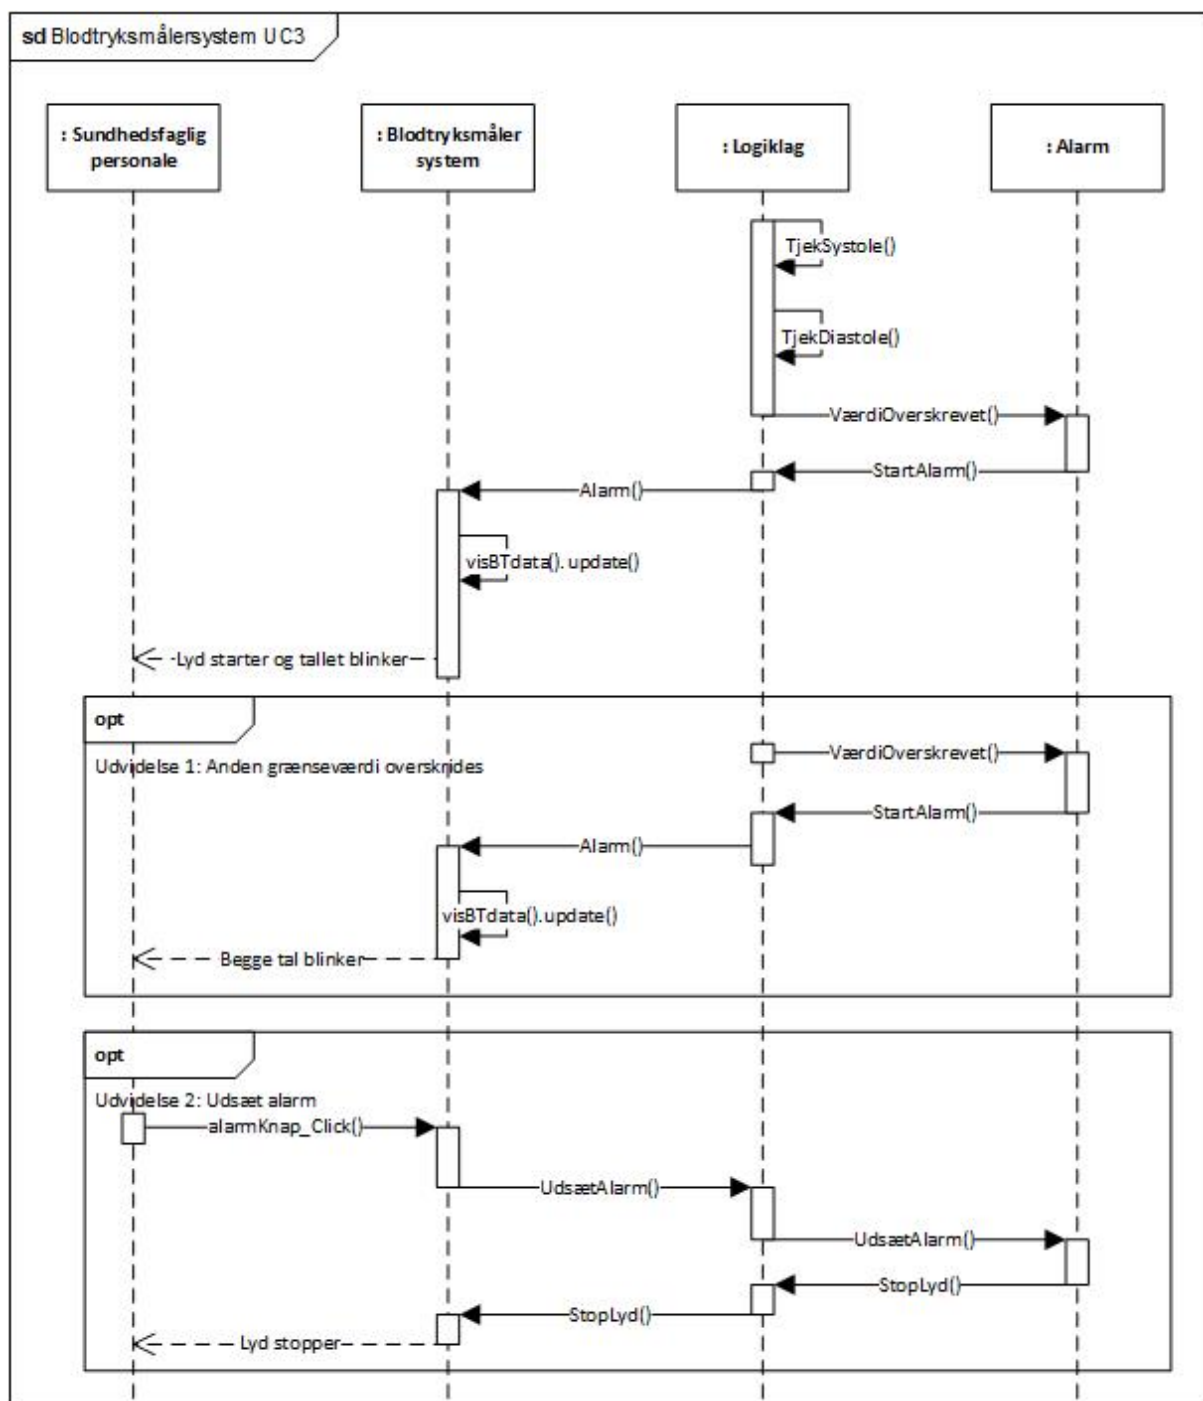 sd Blodtryksmålersystem UC3
: Sundhedsfaglig
personale
: Blodtryksmåler
system
: Logiklag
: Alarm
TjekSystole()
TjekDiastole()
VærdiOverskrevet()
StartAlarm()
Alarm()
visBTdata().update()
Lyd starter og tallet blinker
opt
Udvidelse 1: Anden grænseværdi overskrides
VærdiOverskrevet()
StartAlarm()
Alarm()
visBTdata().update()
Begge tal blinker
opt
Udvidelse 2: Udsæt alarm
alarmKnap_Click()
UdsætAlarm()
UdsætAlarm()
StopLyd()
StopLyd()
Lyd stopper